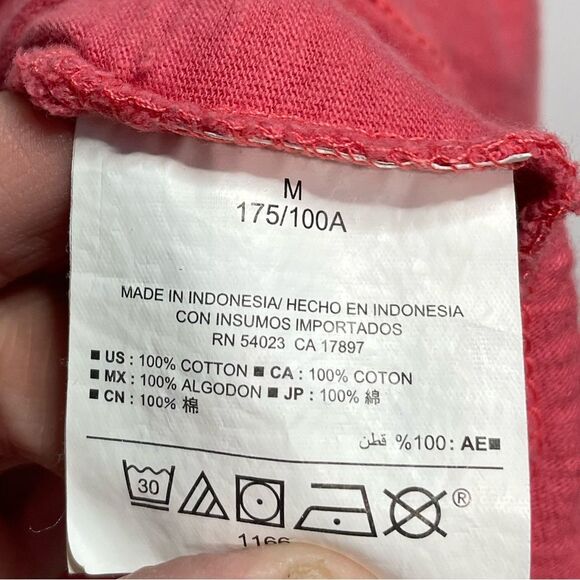 M
175/100A
MADE IN INDONESIA/ HECHO EN INDONESIA
CON INSUMOS IMPORTADOS
RN 54023 CA 17897
■ US : 100% COTTON ■ CA : 100% COTON
■ MX : 100% ALGODON ■ JP : 100% 綿
■ CN : 100% 棉
■AE : 100% قطن
30 ®
1166